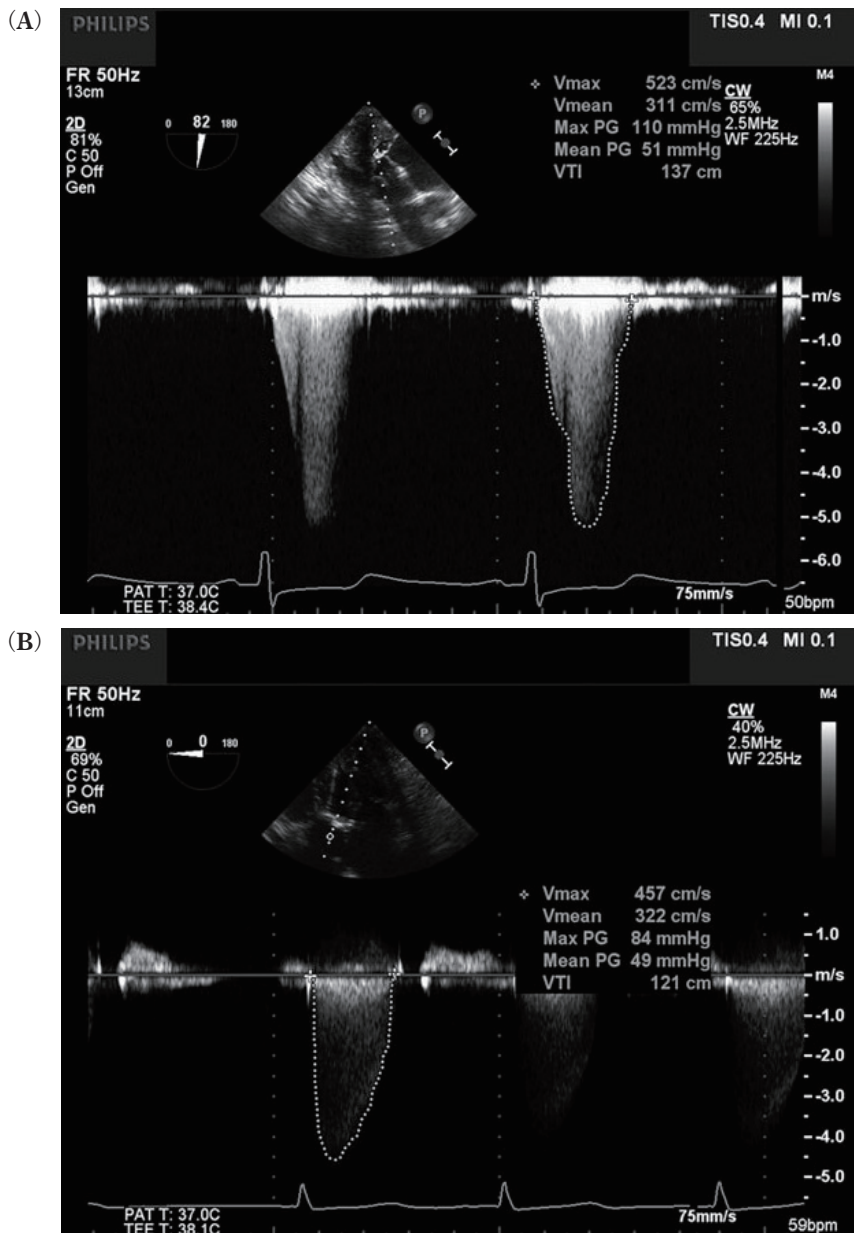 (A)
PHILIPS
TIS0.4 MI 0.1
FR 50Hz
13cm
M4
2D
81%
C 50
P Off
Gen
0 82 180
P
Vmax 523 cm/s
Vmean 311 cm/s
Max PG 110 mmHg
Mean PG 51 mmHg
VTI 137 cm
CW
65%
2.5MHz
WF 225Hz
m/s
-1.0
-2.0
-3.0
-4.0
-5.0
-6.0
PAT T: 37.0C
TEE T: 38.4C
75mm/s
50bpm
(B)
PHILIPS
TIS0.4 MI 0.1
FR 50Hz
11cm
M4
2D
69%
C 50
P Off
Gen
0 0 180
P
CW
40%
2.5MHz
WF 225Hz
Vmax 457 cm/s
Vmean 322 cm/s
Max PG 84 mmHg
Mean PG 49 mmHg
VTI 121 cm
1.0
m/s
-1.0
-2.0
-3.0
-4.0
-5.0
PAT T: 37.0C
TEE T: 38.1C
75mm/s
59bpm